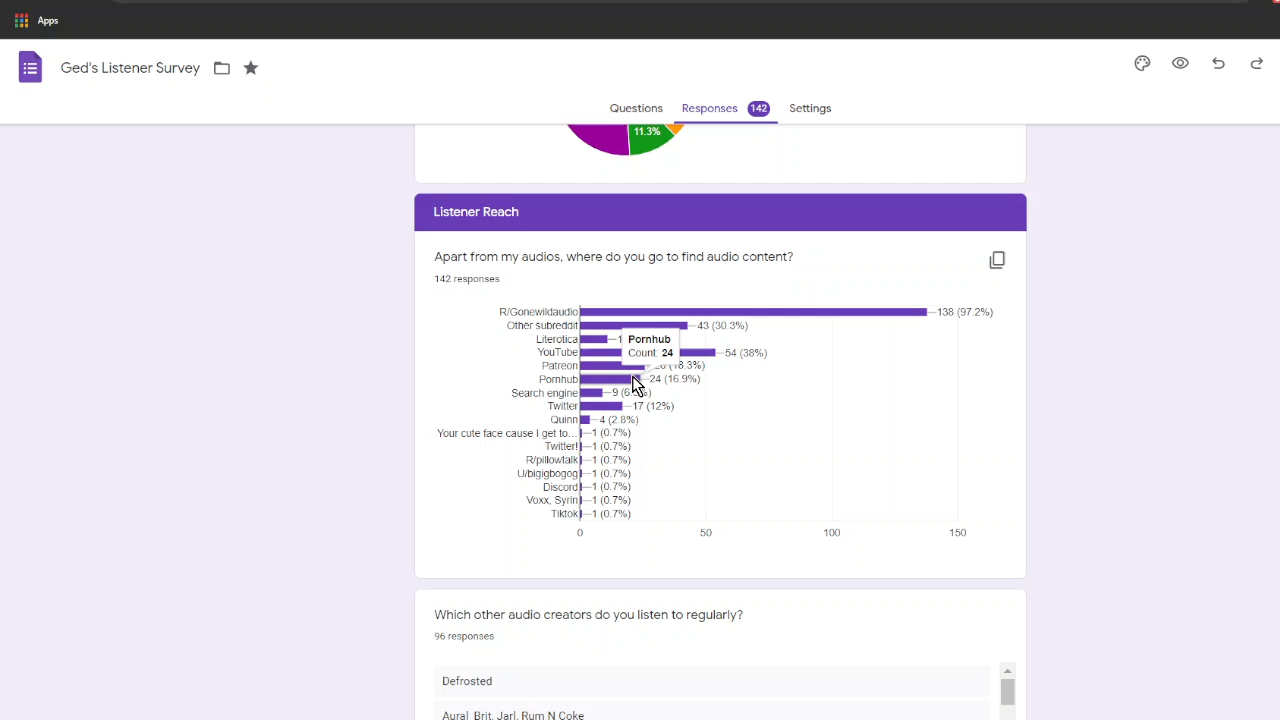 Apps
Ged's Listener Survey
Questions Responses 142 Settings
11.3%
Listener Reach
Apart from my audios, where do you go to find audio content?
142 responses
R/Gonewildaudio 138 (97.2%)
Other subreddit 43 (30.3%)
Literotica
YouTube 54 (38%)
Patreon
Pornhub 24 (16.9%)
Pornhub
Count: 24
Search engine 9
Twitter 17 (12%)
Quinn 4 (2.8%)
Your cute face cause I get to... 1 (0.7%)
Twitter! 1 (0.7%)
R/pillowtalk 1 (0.7%)
U/bigigbogog 1 (0.7%)
Discord 1 (0.7%)
Voxx, Syrin 1 (0.7%)
Tiktok 1 (0.7%)
0 50 100 150
Which other audio creators do you listen to regularly?
96 responses
Defrosted
Aural, Brit, Jarl, Rum N Coke